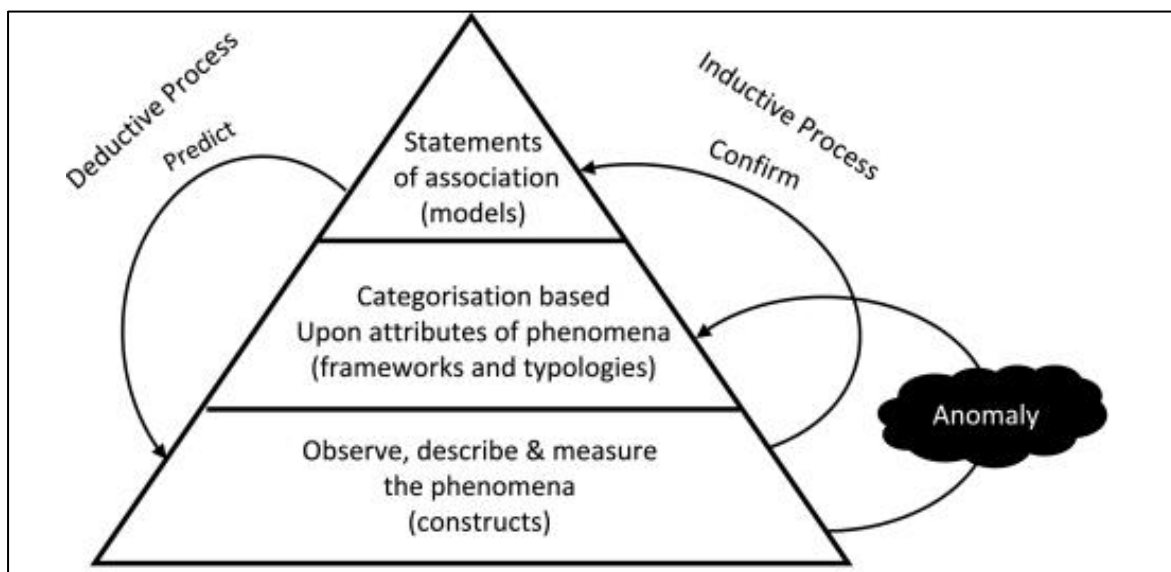 Deductive Process
Predict
Inductive Process
Confirm
Statements
of association
(models)
Categorisation based
Upon attributes of phenomena
(frameworks and typologies)
Anomaly
Observe, describe & measure
the phenomena
(constructs)